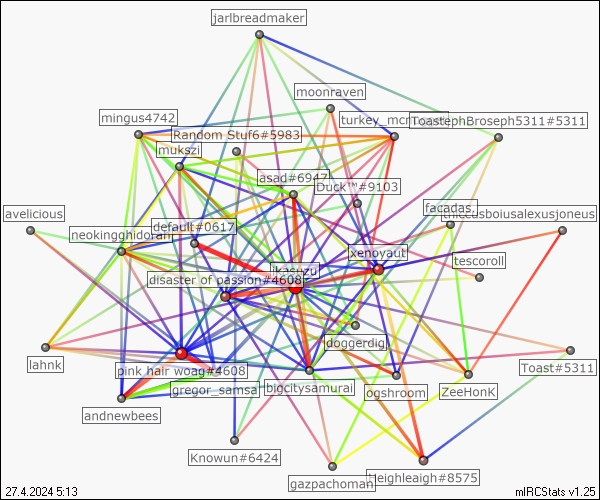 jarlbreadmaker
moonraven
mingus4742
turkey_mcr
ToastephBroseph5311#5311
Random Stuf6#5983
mukszi
asad#6947
Duck™#9103
avelicious
facadas.
usboiusalexusjoneus
default#0617
neokingghidorah
xenoyaut
tescoroll
ikasuzu
disaster of passion#4608
doggerdig
lahnk
pink hair woag#4608
Toast#5311
gregor_samsa
bigcitysamurai
ogshroom
ZeeHonK
andnewbees
Knowun#6424
gazpachoman
Heighleaigh#8575
27.4.2024 5:13
mIRCStats v1.25